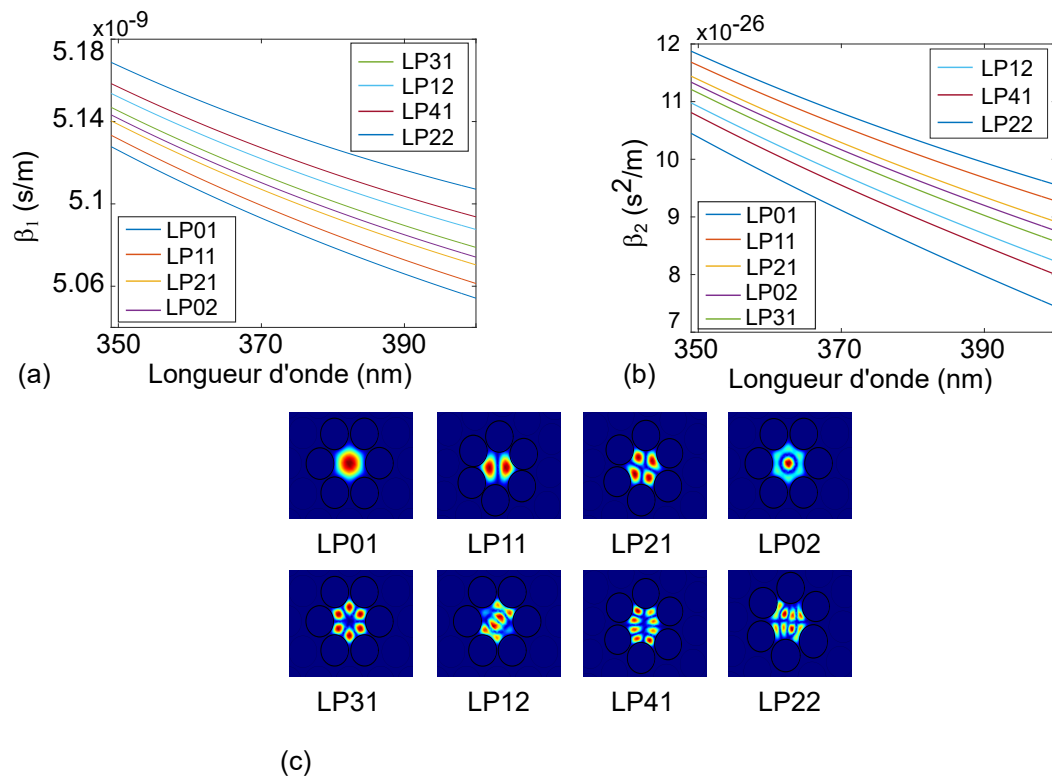 x10⁻⁹
5.18
5.14
5.1
5.06
β₁ (s/m)
LP31
LP12
LP41
LP22
LP01
LP11
LP21
LP02
350
370
390
Longueur d'onde (nm)
(a)
x10⁻²⁶
12
11
10
9
8
7
β₂ (s²/m)
LP12
LP41
LP22
LP01
LP11
LP21
LP02
LP31
350
370
390
Longueur d'onde (nm)
(b)
LP01
LP11
LP21
LP02
LP31
LP12
LP41
LP22
(c)